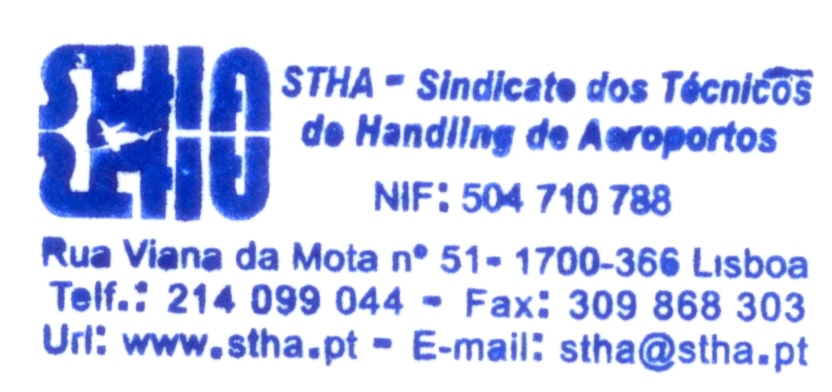 STHA - Sindicato dos Técnicos
de Handling de Aeroportos
NIF: 504 710 788
Rua Viana da Mota nº 51- 1700-366 Lisboa
Telf.: 214 099 044 - Fax: 309 868 303
Url: www.stha.pt - E-mail: stha@stha.pt